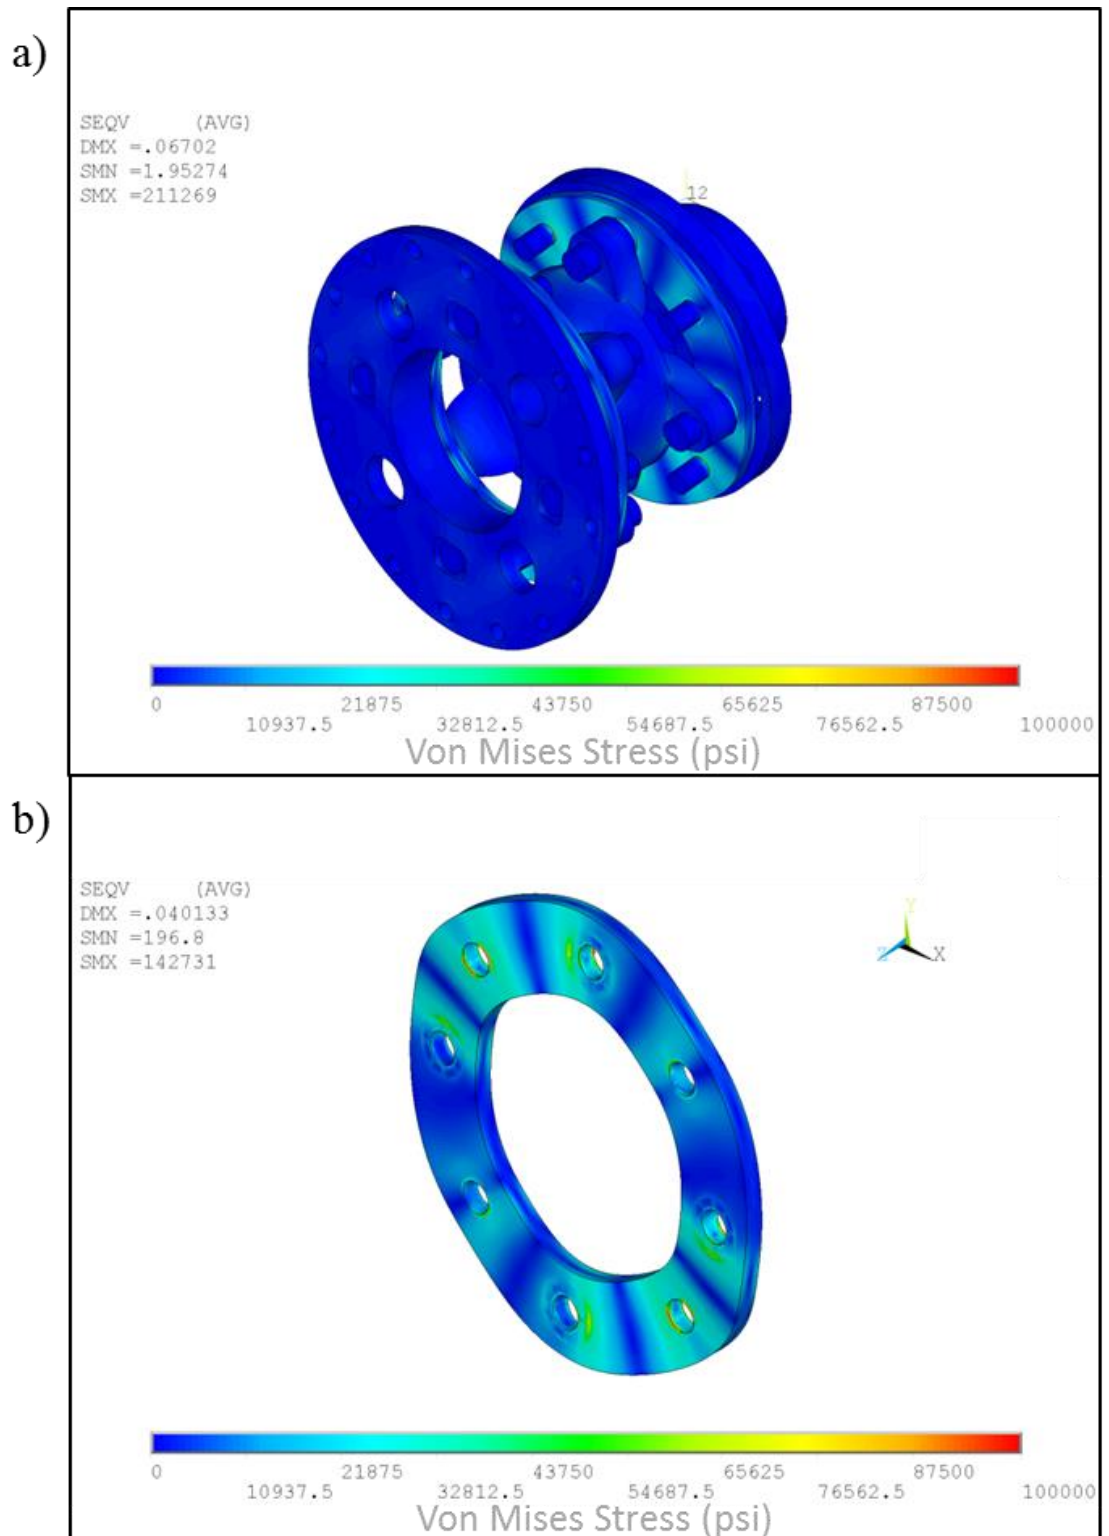 a)
SEQV (AVG)
DMX =.06702
SMN =1.95274
SMX =211269
12
0 21875 43750 65625 87500
10937.5 32812.5 54687.5 76562.5 100000
Von Mises Stress (psi)
b)
SEQV (AVG)
DMX =.040133
SMN =196.8
SMX =142731
Y
Z X
0 21875 43750 65625 87500
10937.5 32812.5 54687.5 76562.5 100000
Von Mises Stress (psi)